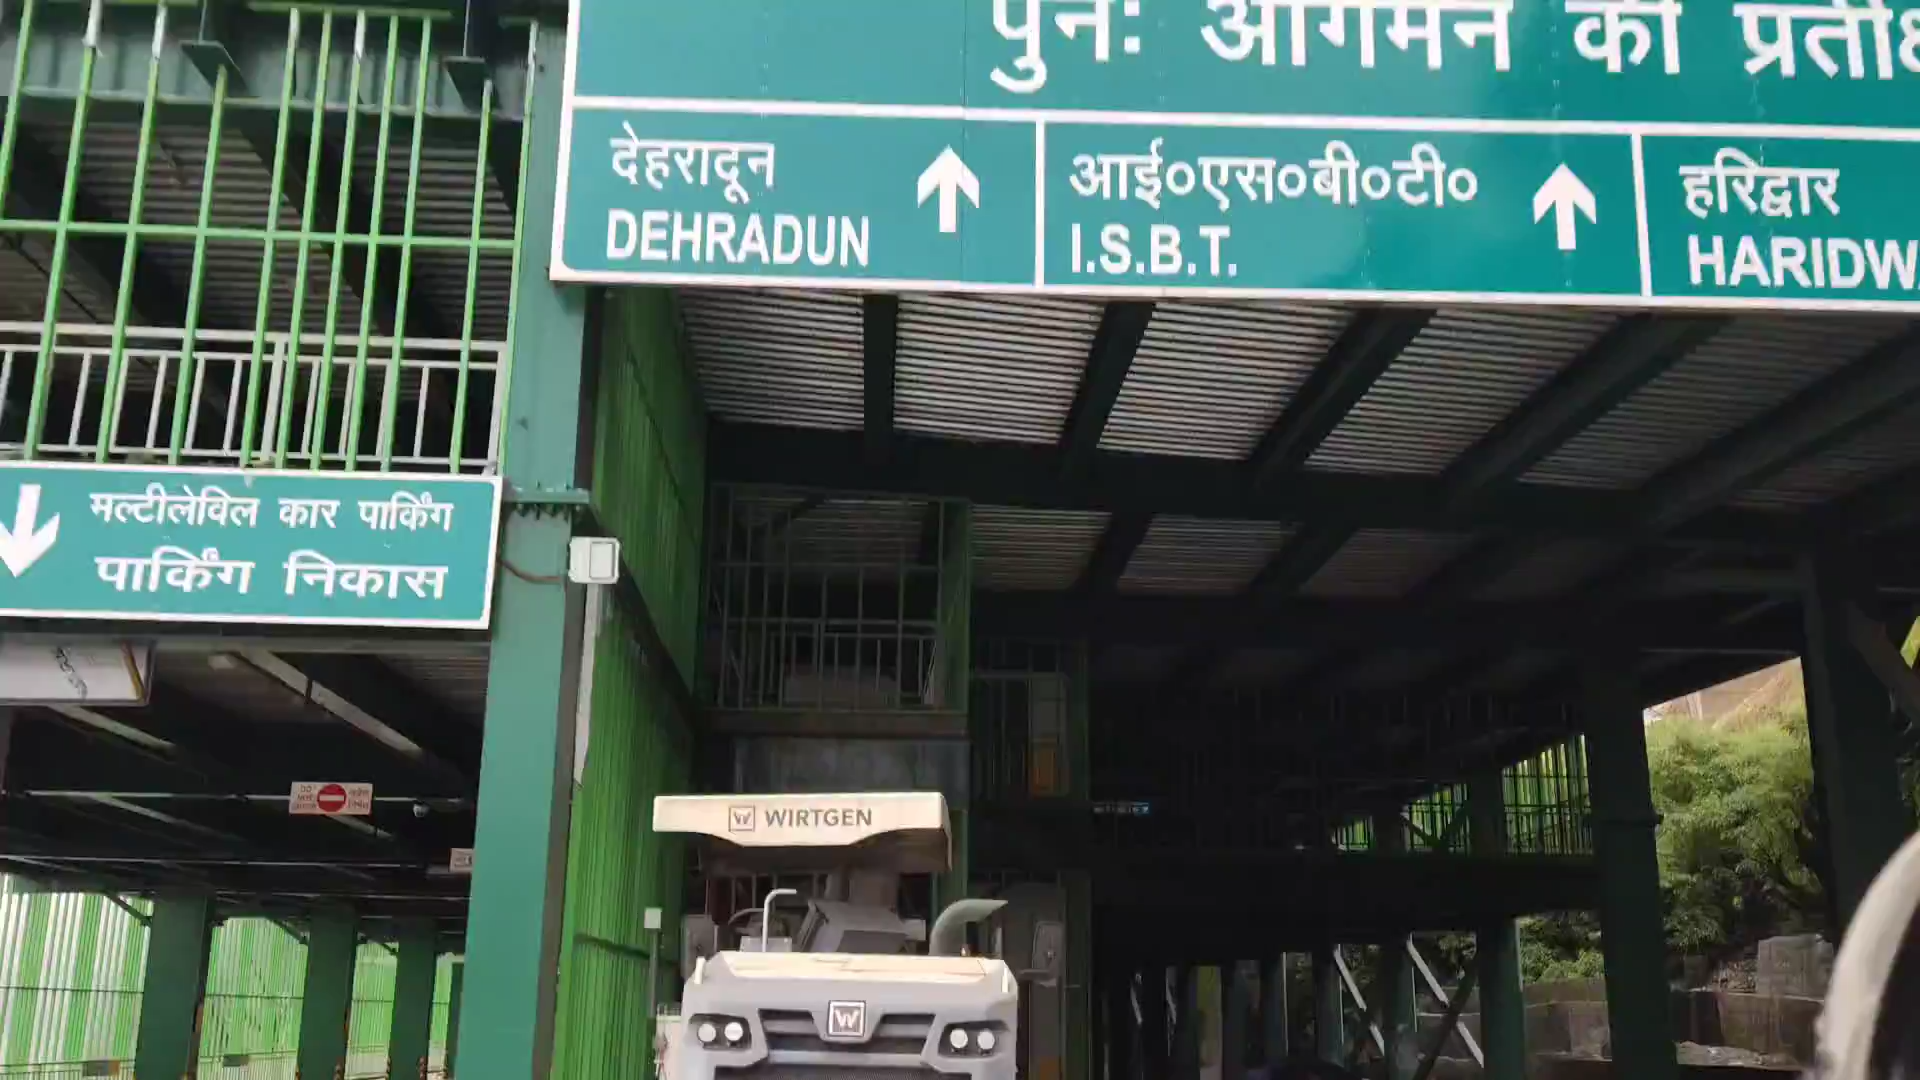 पुनः आगमन की
देहरादून
DEHRADUN
आई०एस०बी०टी०
I.S.B.T.
हरिद्वार
मल्टीलेविल कार पार्किंग
पार्किंग निकास
WIRTGEN